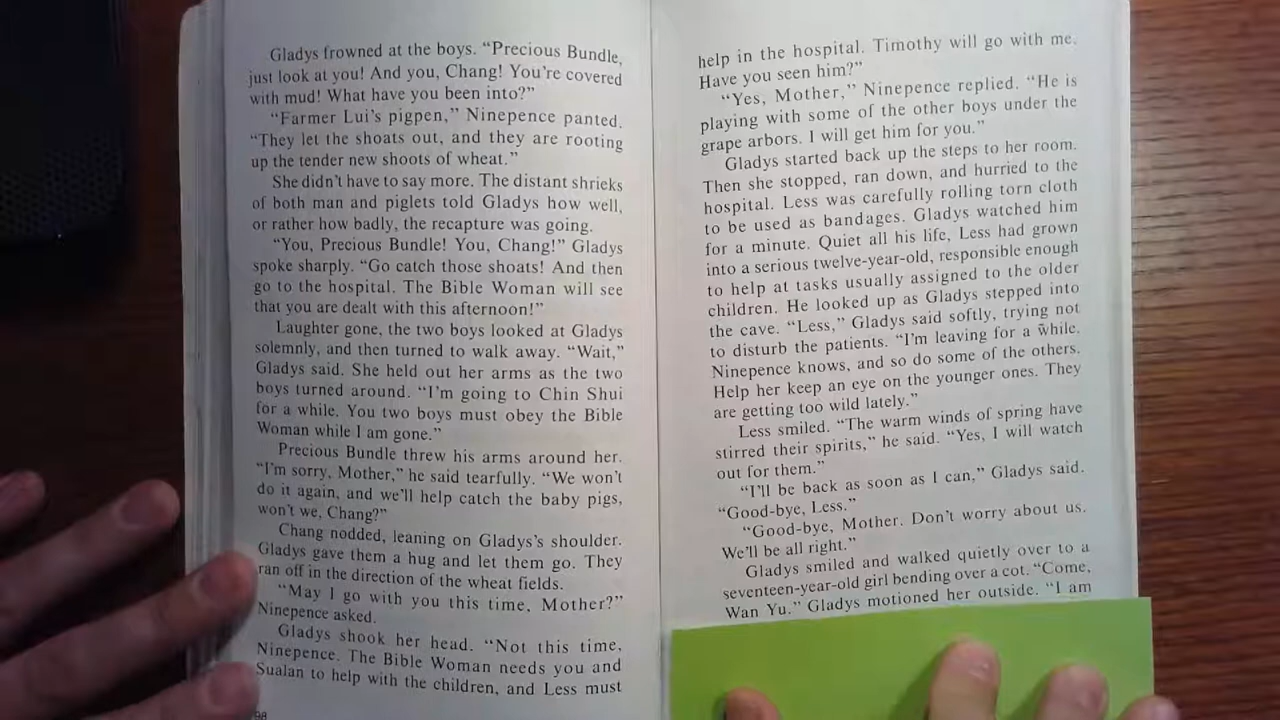 Gladys frowned at the boys. “Precious Bundle,
just look at you! And you, Chang! You're covered
with mud! What have you been into?”
“Farmer Lui's pigpen,” Ninepence panted.
“They let the shoats out, and they are rooting
up the tender new shoots of wheat.”
She didn't have to say more. The distant shrieks
of both man and piglets told Gladys how well,
or rather how badly, the recapture was going.
“You, Precious Bundle! You, Chang!” Gladys
spoke sharply. “Go catch those shoats! And then
go to the hospital. The Bible Woman will see
that you are dealt with this afternoon!”
Laughter gone, the two boys looked at Gladys
solemnly, and then turned to walk away. “Wait,”
Gladys said. She held out her arms as the two
boys turned around. “I'm going to Chin Shui
for a while. You two boys must obey the Bible
Woman while I am gone.”
Precious Bundle threw his arms around her.
“I'm sorry, Mother,” he said tearfully. “We won't
do it again, and we'll help catch the baby pigs,
won't we, Chang?”
Chang nodded, leaning on Gladys's shoulder.
Gladys gave them a hug and let them go. They
ran off in the direction of the wheat fields.
“May I go with you this time, Mother?”
Ninepence asked.
Gladys shook her head. “Not this time,
Ninepence. The Bible Woman needs you and
Sualan to help with the children, and Less must
98
help in the hospital. Timothy will go with me.
Have you seen him?”
“Yes, Mother,” Ninepence replied. “He is
playing with some of the other boys under the
grape arbors. I will get him for you.”
Gladys started back up the steps to her room.
Then she stopped, ran down, and hurried to the
hospital. Less was carefully rolling torn cloth
to be used as bandages. Gladys watched him
for a minute. Quiet all his life, Less had grown
into a serious twelve-year-old, responsible enough
to help at tasks usually assigned to the older
children. He looked up as Gladys stepped into
the cave. “Less,” Gladys said softly, trying not
to disturb the patients. “I'm leaving for a while.
Ninepence knows, and so do some of the others.
Help her keep an eye on the younger ones. They
are getting too wild lately.”
Less smiled. “The warm winds of spring have
stirred their spirits,” he said. “Yes, I will watch
out for them.”
“I'll be back as soon as I can,” Gladys said.
“Good-bye, Less.”
“Good-bye, Mother. Don't worry about us.
We'll be all right.”
Gladys smiled and walked quietly over to a
seventeen-year-old girl bending over a cot. “Come,
Wan Yu.” Gladys motioned her outside. “I am